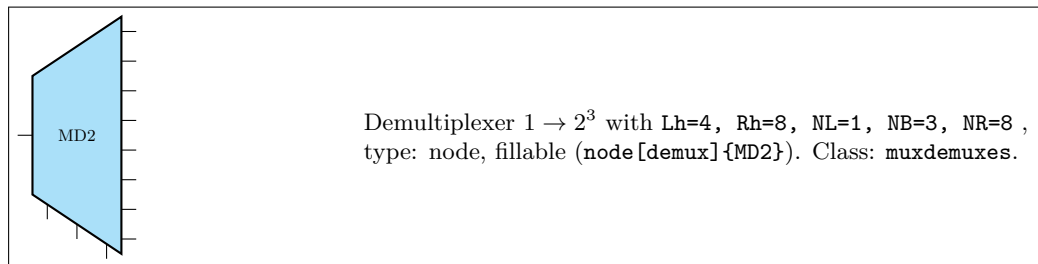 MD2
Demultiplexer 1 → 2³ with Lh=4, Rh=8, NL=1, NB=3, NR=8 ,
type: node, fillable (node[demux]{MD2}). Class: muxdemuxes.